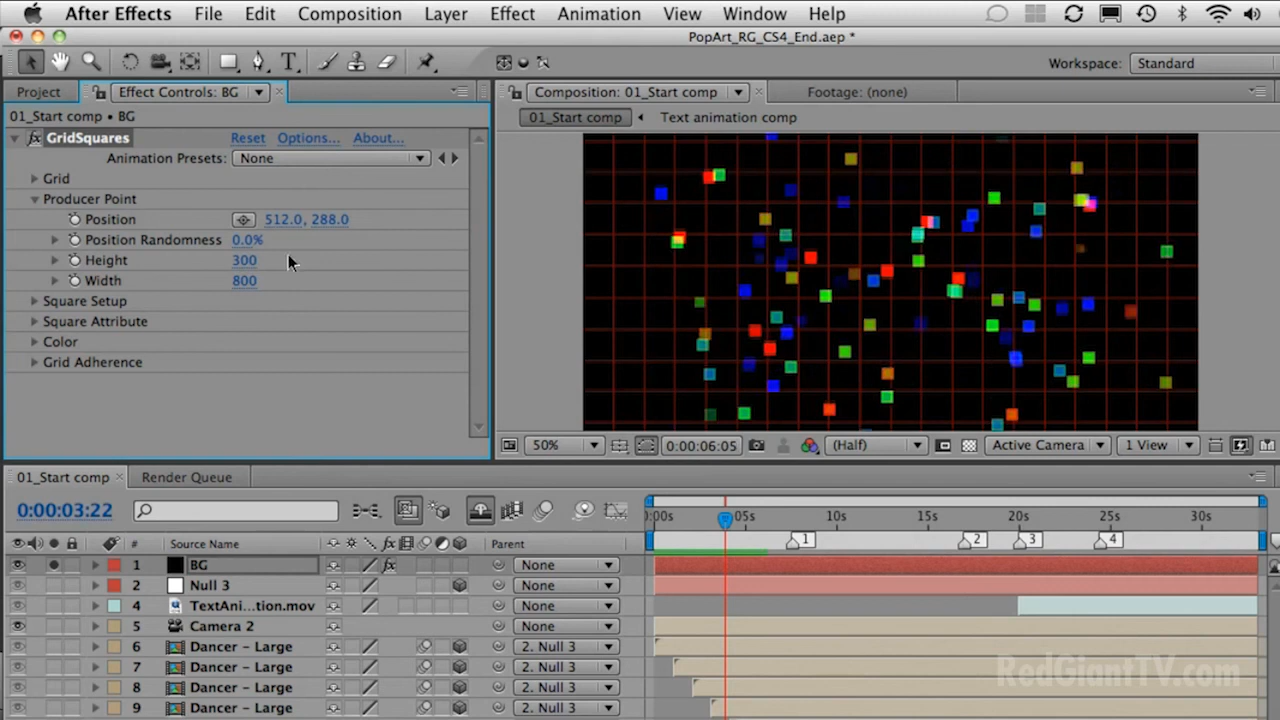 After Effects File Edit Composition Layer Effect Animation View Window Help
PopArt_RG_CS4_End.aep *
Workspace: Standard
Project Effect Controls: BG Composition: 01_Start comp Footage: (none)
01_Start comp • BG
01_Start comp Text animation comp
fx GridSquares Reset Options... About...
Animation Presets: None
Grid
Producer Point
Position 512.0, 288.0
Position Randomness 0.0%
Height 300
Width 800
Square Setup
Square Attribute
Color
Grid Adherence
50% 0:00:06:05 (Half) Active Camera 1 View
01_Start comp Render Queue
0:00:03:22
:00s 05s 10s 15s 20s 25s 30s
1 2 3 4
# Source Name fx Parent
1 BG fx None
2 Null 3 None
4 TextAni...tion.mov None
5 Camera 2 None
6 Dancer – Large 2. Null 3
7 Dancer – Large 2. Null 3
8 Dancer – Large 2. Null 3
9 Dancer – Large 2. Null 3
RedGiantTV.com